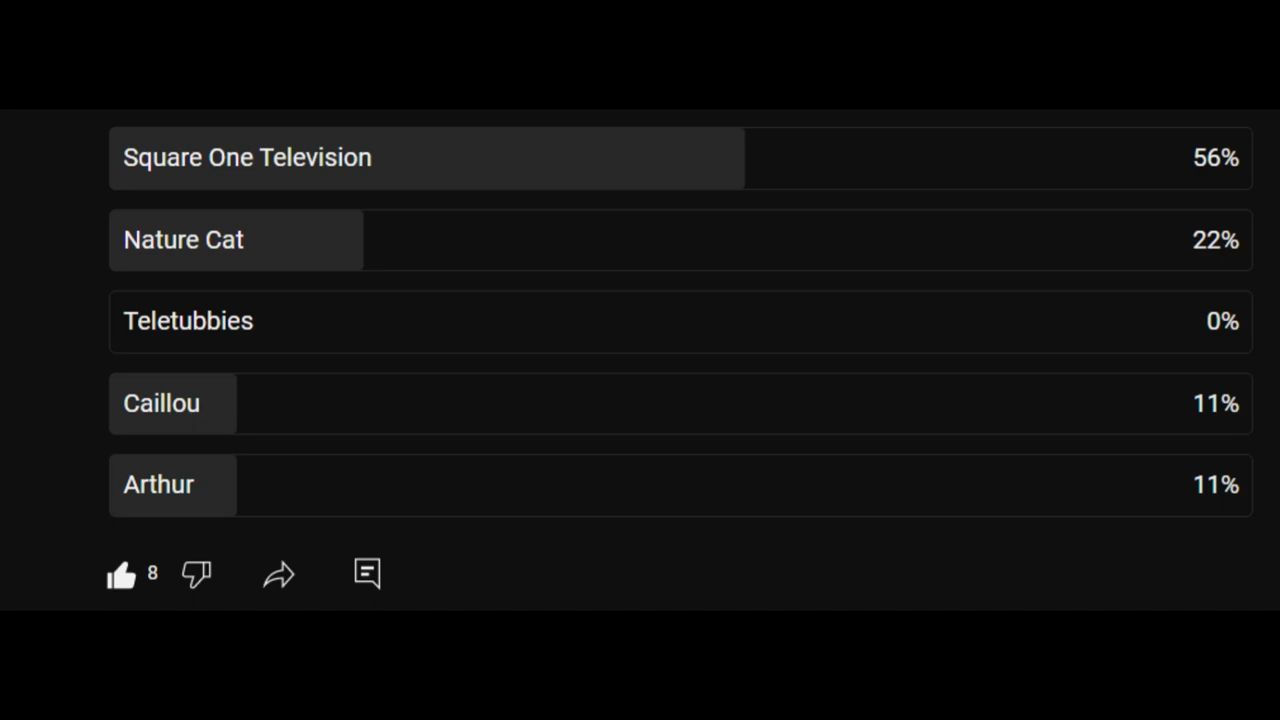 Square One Television 56%
Nature Cat 22%
Teletubbies 0%
Caillou 11%
Arthur 11%
8